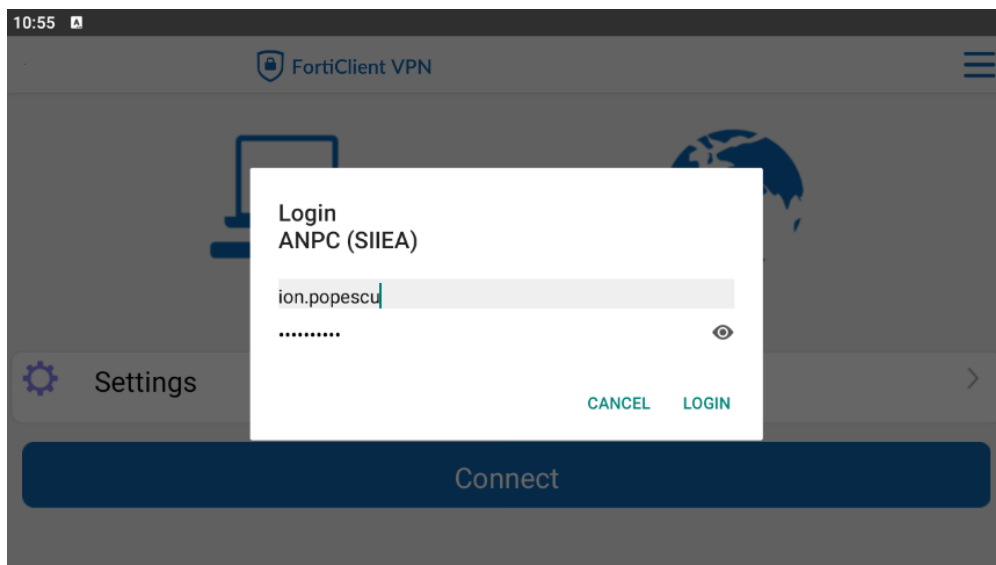 10:55
FortiClient VPN
Login
ANPC (SIIEA)
ion.popescu
••••••••••
Settings
CANCEL LOGIN
Connect